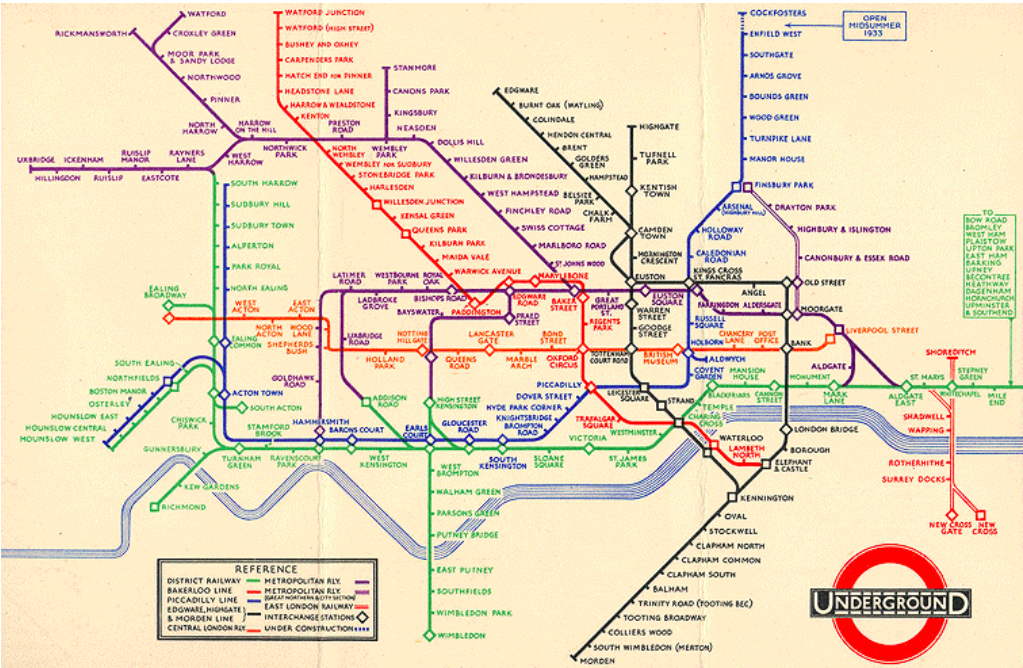 WATFORD
CROXLEY GREEN
RICKMANSWORTH
MOOR PARK
& SANDY LODGE
NORTHWOOD
PINNER
NORTH
HARROW
HARROW
ON THE HILL
NORTHWICK
PARK
PRESTON
ROAD
WEMBLEY
PARK
STANMORE
CANONS PARK
KINGSBURY
NEASDEN
DOLLIS HILL
WILLESDEN GREEN
KILBURN & BRONDESBURY
WEST HAMPSTEAD
FINCHLEY ROAD
SWISS COTTAGE
MARLBORO ROAD
ST JOHNS WOOD
UXBRIDGE
HILLINGDON
ICKENHAM
RUISLIP
RUISLIP
MANOR
EASTCOTE
RAYNERS
LANE
WEST
HARROW
WATFORD JUNCTION
WATFORD (HIGH STREET)
BUSHEY AND OXHEY
CARPENDERS PARK
HATCH END FOR PINNER
HEADSTONE LANE
HARROW & WEALDSTONE
KENTON
NORTH
WEMBLEY
WEMBLEY FOR SUDBURY
STONEBRIDGE PARK
HARLESDEN
WILLESDEN JUNCTION
KENSAL GREEN
QUEENS PARK
KILBURN PARK
MAIDA VALE
WARWICK AVENUE
MARYLEBONE
EDGWARE
BURNT OAK (WATLING)
COLINDALE
HENDON CENTRAL
BRENT
GOLDERS
GREEN
HAMPSTEAD
BELSIZE
PARK
CHALK
FARM
HIGHGATE
TUFNELL
PARK
KENTISH
TOWN
CAMDEN
TOWN
MORNINGTON
CRESCENT
EUSTON
COCKFOSTERS
OPEN
MIDSUMMER
1933
ENFIELD WEST
SOUTHGATE
ARNOS GROVE
BOUNDS GREEN
WOOD GREEN
TURNPIKE LANE
MANOR HOUSE
FINSBURY PARK
ARSENAL
(HIGHBURY HILL)
DRAYTON PARK
HOLLOWAY
ROAD
HIGHBURY & ISLINGTON
CALEDONIAN
ROAD
CANONBURY & ESSEX ROAD
KINGS CROSS
ST. PANCRAS
ANGEL
OLD STREET
TO
BOW ROAD
BROMLEY
WEST HAM
PLAISTOW
UPTON PARK
EAST HAM
BARKING
UPNEY
BECONTREE
HEATHWAY
DAGENHAM
HORNCHURCH
UPMINSTER
& SOUTHEND
SOUTH HARROW
SUDBURY HILL
SUDBURY TOWN
ALPERTON
PARK ROYAL
NORTH EALING
EALING
BROADWAY
WEST
ACTON
EAST
ACTON
NORTH
ACTON
WOOD
LANE
SHEPHERDS
BUSH
EALING
COMMON
LATIMER
ROAD
LADBROKE
GROVE
WESTBOURNE
PARK
ROYAL
OAK
BISHOPS ROAD
BAYSWATER
PADDINGTON
EDGWARE
ROAD
PRAED
STREET
BAKER
STREET
GREAT
PORTLAND
ST.
REGENTS
PARK
EUSTON
SQUARE
WARREN
STREET
GOODGE
STREET
FARRINGDON
ALDERSGATE
MOORGATE
LIVERPOOL STREET
RUSSELL
SQUARE
UXBRIDGE
ROAD
NOTTING
HILL GATE
HOLLAND
PARK
LANCASTER
GATE
QUEENS
ROAD
BOND
STREET
MARBLE
ARCH
OXFORD
CIRCUS
TOTTENHAM
COURT ROAD
BRITISH
MUSEUM
HOLBORN
CHANCERY
LANE
POST
OFFICE
BANK
ALDWYCH
COVENT
GARDEN
SHOREDITCH
ALDGATE
ST. MARYS
STEPNEY
GREEN
WHITECHAPEL
MILE
END
ALDGATE
EAST
MARK
LANE
MONUMENT
CANNON
STREET
MANSION
HOUSE
BLACKFRIARS
TEMPLE
CHARING
CROSS
GOLDHAWK
ROAD
ADDISON
ROAD
HIGH STREET
KENSINGTON
SOUTH EALING
NORTHFIELDS
BOSTON MANOR
OSTERLEY
HOUNSLOW EAST
HOUNSLOW CENTRAL
HOUNSLOW WEST
ACTON TOWN
SOUTH ACTON
CHISWICK
PARK
GUNNERSBURY
KEW GARDENS
RICHMOND
STAMFORD
BROOK
TURNHAM
GREEN
RAVENSCOURT
PARK
HAMMERSMITH
BARONS COURT
WEST
KENSINGTON
EARLS
COURT
GLOUCESTER
ROAD
SOUTH
KENSINGTON
PICCADILLY
DOVER STREET
HYDE PARK CORNER
KNIGHTSBRIDGE
BROMPTON
ROAD
SLOANE
SQUARE
VICTORIA
ST. JAMES
PARK
WESTMINSTER
LEICESTER
SQUARE
STRAND
TRAFALGAR
SQUARE
WATERLOO
LAMBETH
NORTH
LONDON BRIDGE
BOROUGH
ELEPHANT
& CASTLE
KENNINGTON
OVAL
STOCKWELL
CLAPHAM NORTH
CLAPHAM COMMON
CLAPHAM SOUTH
BALHAM
TRINITY ROAD (TOOTING BEC)
TOOTING BROADWAY
COLLIERS WOOD
SOUTH WIMBLEDON (MERTON)
MORDEN
SHADWELL
WAPPING
ROTHERHITHE
SURREY DOCKS
NEW CROSS
GATE
NEW
CROSS
WEST
BROMPTON
WALHAM GREEN
PARSONS GREEN
PUTNEY BRIDGE
EAST PUTNEY
SOUTHFIELDS
WIMBLEDON PARK
WIMBLEDON
REFERENCE
DISTRICT RAILWAY
BAKERLOO LINE
PICCADILLY LINE
EDGWARE, HIGHGATE
& MORDEN LINE
CENTRAL LONDON RLY.
METROPOLITAN RLY.
METROPOLITAN RLY.
(GREAT NORTHERN & CITY SECTION)
EAST LONDON RAILWAY
INTERCHANGE STATIONS
UNDER CONSTRUCTION
UNDERGROUND